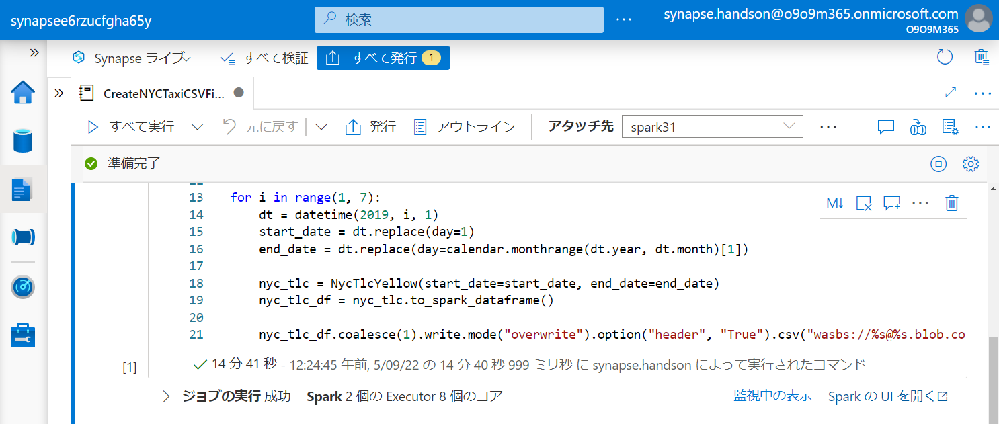 synapsee6rzucfgha65y
検索
···
synapse.handson@o9o9m365.onmicrosoft.com
O9O9M365
Synapse ライブ
すべて検証
すべて発行 1
CreateNYCTaxiCSVFi...
すべて実行
元に戻す
発行
アウトライン
アタッチ先
spark31
準備完了
12
13 for i in range(1, 7):
14 dt = datetime(2019, i, 1)
15 start_date = dt.replace(day=1)
16 end_date = dt.replace(day=calendar.monthrange(dt.year, dt.month)[1])
17
18 nyc_tlc = NycTlcYellow(start_date=start_date, end_date=end_date)
19 nyc_tlc_df = nyc_tlc.to_spark_dataframe()
20
21 nyc_tlc_df.coalesce(1).write.mode("overwrite").option("header", "True").csv("wasbs://%s@%s.blob.co
M↓
[1]
14 分 41 秒 - 12:24:45 午前, 5/09/22 の 14 分 40 秒 999 ミリ秒 に synapse.handson によって実行されたコマンド
ジョブの実行 成功 Spark 2 個の Executor 8 個のコア 監視中の表示 Spark の UI を開く